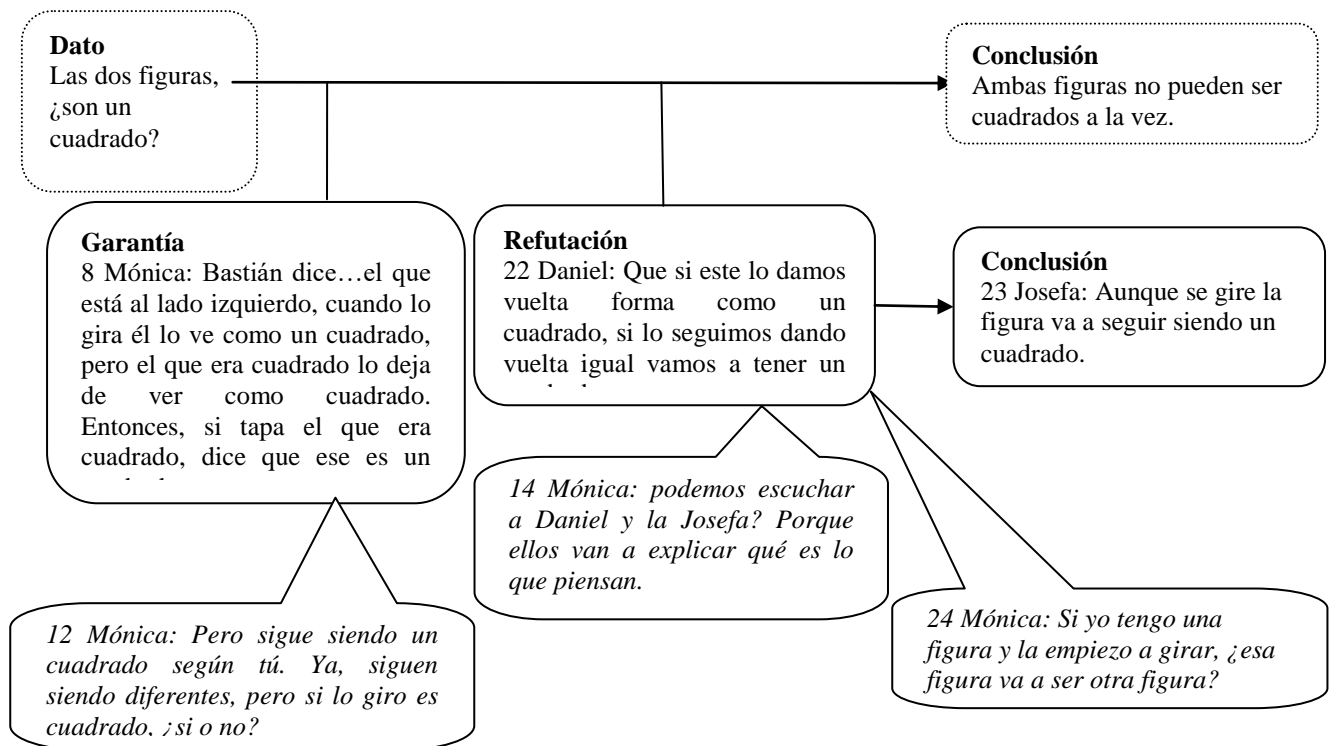 Dato
Las dos figuras,
¿son un
cuadrado?
Conclusión
Ambas figuras no pueden ser
cuadrados a la vez.
Garantía
8 Mónica: Bastián dice…el que
está al lado izquierdo, cuando lo
gira él lo ve como un cuadrado,
pero el que era cuadrado lo deja
de ver como cuadrado.
Entonces, si tapa el que era
cuadrado, dice que ese es un
Refutación
22 Daniel: Que si este lo damos
vuelta forma como un
cuadrado, si lo seguimos dando
vuelta igual vamos a tener un
Conclusión
23 Josefa: Aunque se gire la
figura va a seguir siendo un
cuadrado.
14 Mónica: podemos escuchar
a Daniel y la Josefa? Porque
ellos van a explicar qué es lo
que piensan.
12 Mónica: Pero sigue siendo un
cuadrado según tú. Ya, siguen
siendo diferentes, pero si lo giro es
cuadrado, ¿si o no?
24 Mónica: Si yo tengo una
figura y la empiezo a girar, ¿esa
figura va a ser otra figura?